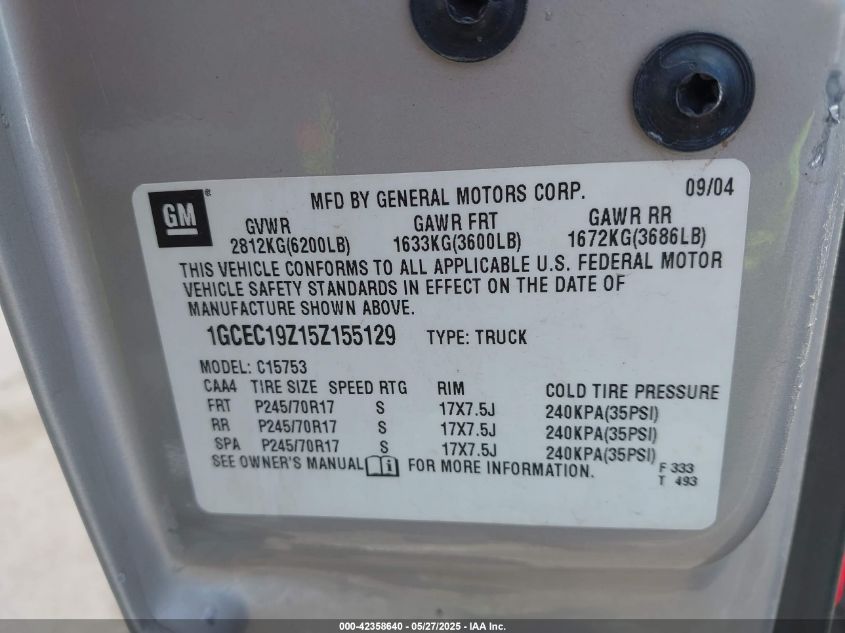 GM ®
MFD BY GENERAL MOTORS CORP. 09/04
GVWR GAWR FRT GAWR RR
2812KG(6200LB) 1633KG(3600LB) 1672KG(3686LB)
THIS VEHICLE CONFORMS TO ALL APPLICABLE U.S. FEDERAL MOTOR
VEHICLE SAFETY STANDARDS IN EFFECT ON THE DATE OF
MANUFACTURE SHOWN ABOVE.
1GCEC19Z15Z155129 TYPE: TRUCK
MODEL: C15753
CAA4 TIRE SIZE SPEED RTG RIM COLD TIRE PRESSURE
FRT P245/70R17 S 17X7.5J 240KPA(35PSI)
RR P245/70R17 S 17X7.5J 240KPA(35PSI)
SPA P245/70R17 S 17X7.5J 240KPA(35PSI)
SEE OWNER'S MANUAL FOR MORE INFORMATION.
F 333
T 493
000-42358640 - 05/27/2025 - IAA Inc.